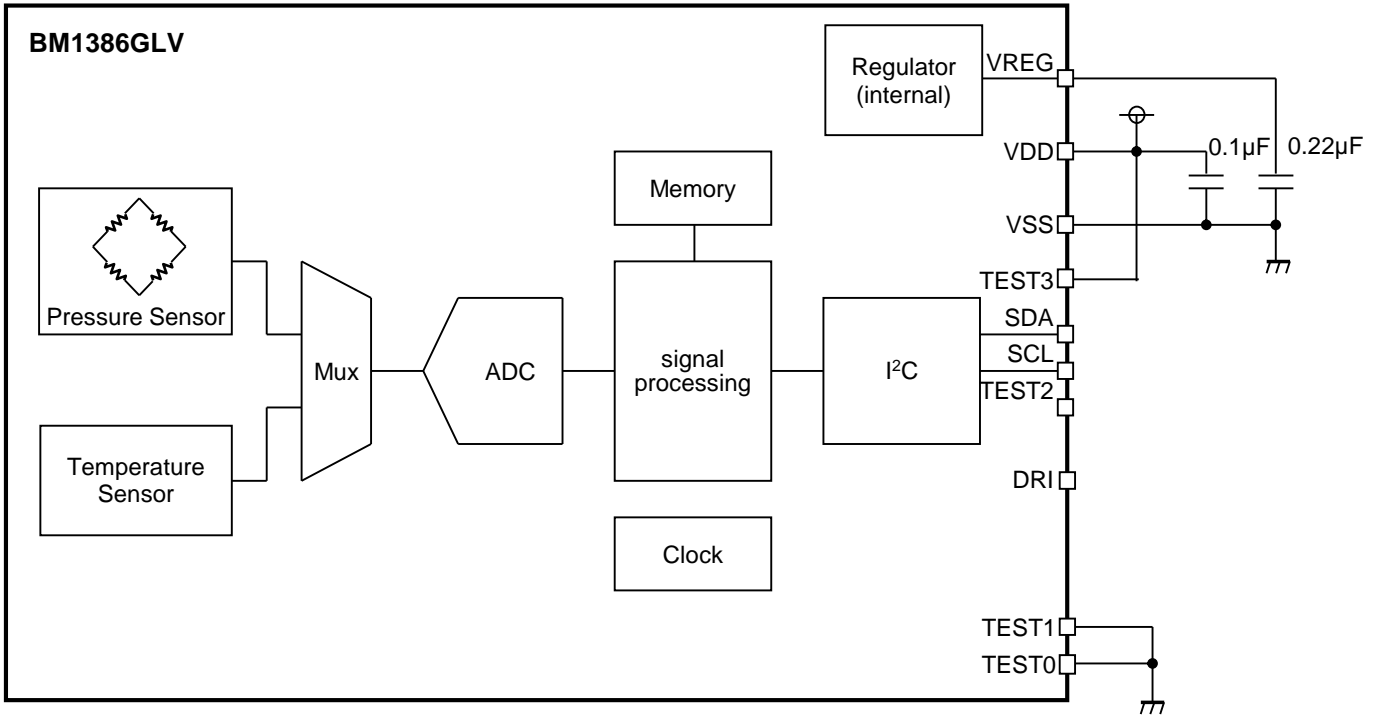 BM1386GLV
Regulator
(internal)
VREG
VDD
0.1µF
0.22µF
Memory
VSS
TEST3
Pressure Sensor
SDA
SCL
Mux
ADC
signal
processing
I²C
TEST2
Temperature
Sensor
DRI
Clock
TEST1
TEST0